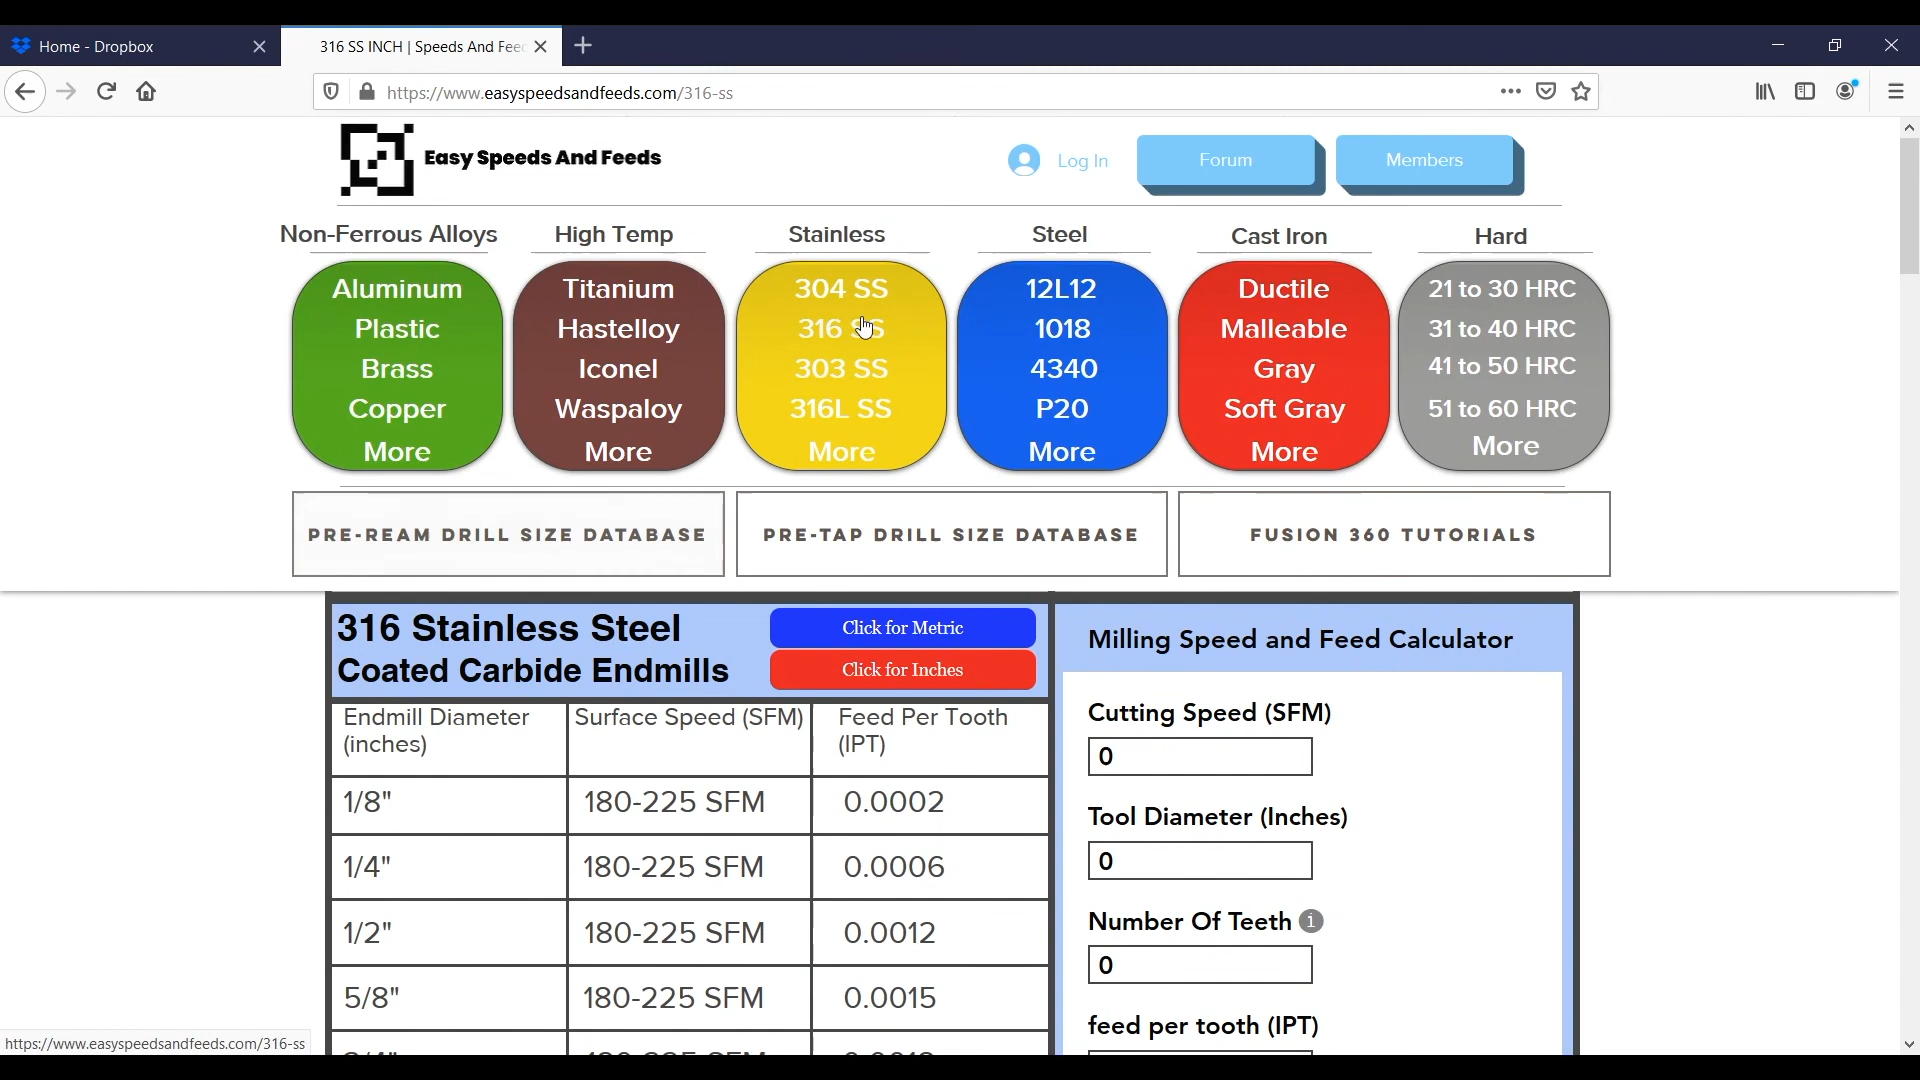 Home - Dropbox
316 SS INCH | Speeds And Fee
https://www.easyspeedsandfeeds.com/316-ss
Easy Speeds And Feeds
Log In
Forum
Members
Non-Ferrous Alloys
High Temp
Stainless
Steel
Cast Iron
Hard
Aluminum
Plastic
Brass
Copper
More
Titanium
Hastelloy
Iconel
Waspaloy
More
304 SS
316 SS
303 SS
316L SS
More
12L12
1018
4340
P20
More
Ductile
Malleable
Gray
Soft Gray
More
21 to 30 HRC
31 to 40 HRC
41 to 50 HRC
51 to 60 HRC
More
PRE-REAM DRILL SIZE DATABASE
PRE-TAP DRILL SIZE DATABASE
FUSION 360 TUTORIALS
316 Stainless Steel
Coated Carbide Endmills
Click for Metric
Click for Inches
Endmill Diameter
(inches)
Surface Speed (SFM)
Feed Per Tooth
(IPT)
1/8" 180-225 SFM 0.0002
1/4" 180-225 SFM 0.0006
1/2" 180-225 SFM 0.0012
5/8" 180-225 SFM 0.0015
Milling Speed and Feed Calculator
Cutting Speed (SFM)
0
Tool Diameter (Inches)
0
Number Of Teeth i
0
feed per tooth (IPT)
https://www.easyspeedsandfeeds.com/316-ss